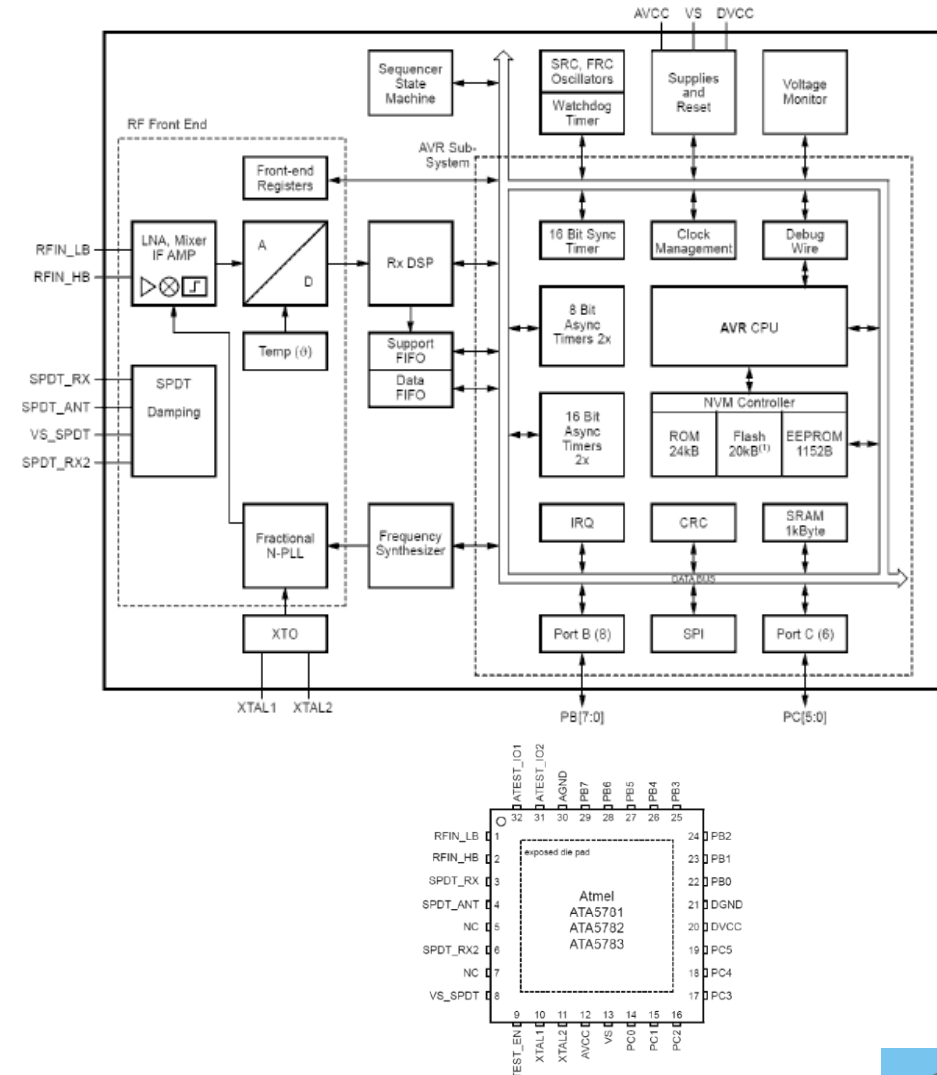 AVCC VS DVCC
Sequencer
State
Machine
SRC, FRC
Oscillators
Watchdog
Timer
Supplies
and
Reset
Voltage
Monitor
RF Front End
AVR Sub-
System
Front-end
Registers
RFIN_LB
RFIN_HB
LNA, Mixer
IF AMP
A
D
Rx DSP
16 Bit Sync
Timer
Clock
Management
Debug
Wire
8 Bit
Async
Timers 2x
AVR CPU
Temp (ϑ)
Support
FIFO
Data
FIFO
SPDT_RX
SPDT_ANT
VS_SPDT
SPDT_RX2
SPDT
Damping
16 Bit
Async
Timers
2x
NVM Controller
ROM
24kB
Flash
20kB(1)
EEPROM
1152B
Fractional
N-PLL
Frequency
Synthesizer
IRQ
CRC
SRAM
1kByte
DATA BUS
XTO
Port B (8)
SPI
Port C (6)
XTAL1 XTAL2
PB[7:0]
PC[5:0]
ATEST_IO1
ATEST_IO2
AGND
PB7
PB6
PB5
PB4
PB3
32 31 30 29 28 27 26 25
RFIN_LB 1
RFIN_HB 2
SPDT_RX 3
SPDT_ANT 4
NC 5
SPDT_RX2 6
NC 7
VS_SPDT 8
exposed die pad
Atmel
ATA5781
ATA5782
ATA5783
24 PB2
23 PB1
22 PB0
21 DGND
20 DVCC
19 PC5
18 PC4
17 PC3
9 10 11 12 13 14 15 16
TEST_EN
XTAL1
XTAL2
AVCC
VS
PC0
PC1
PC2